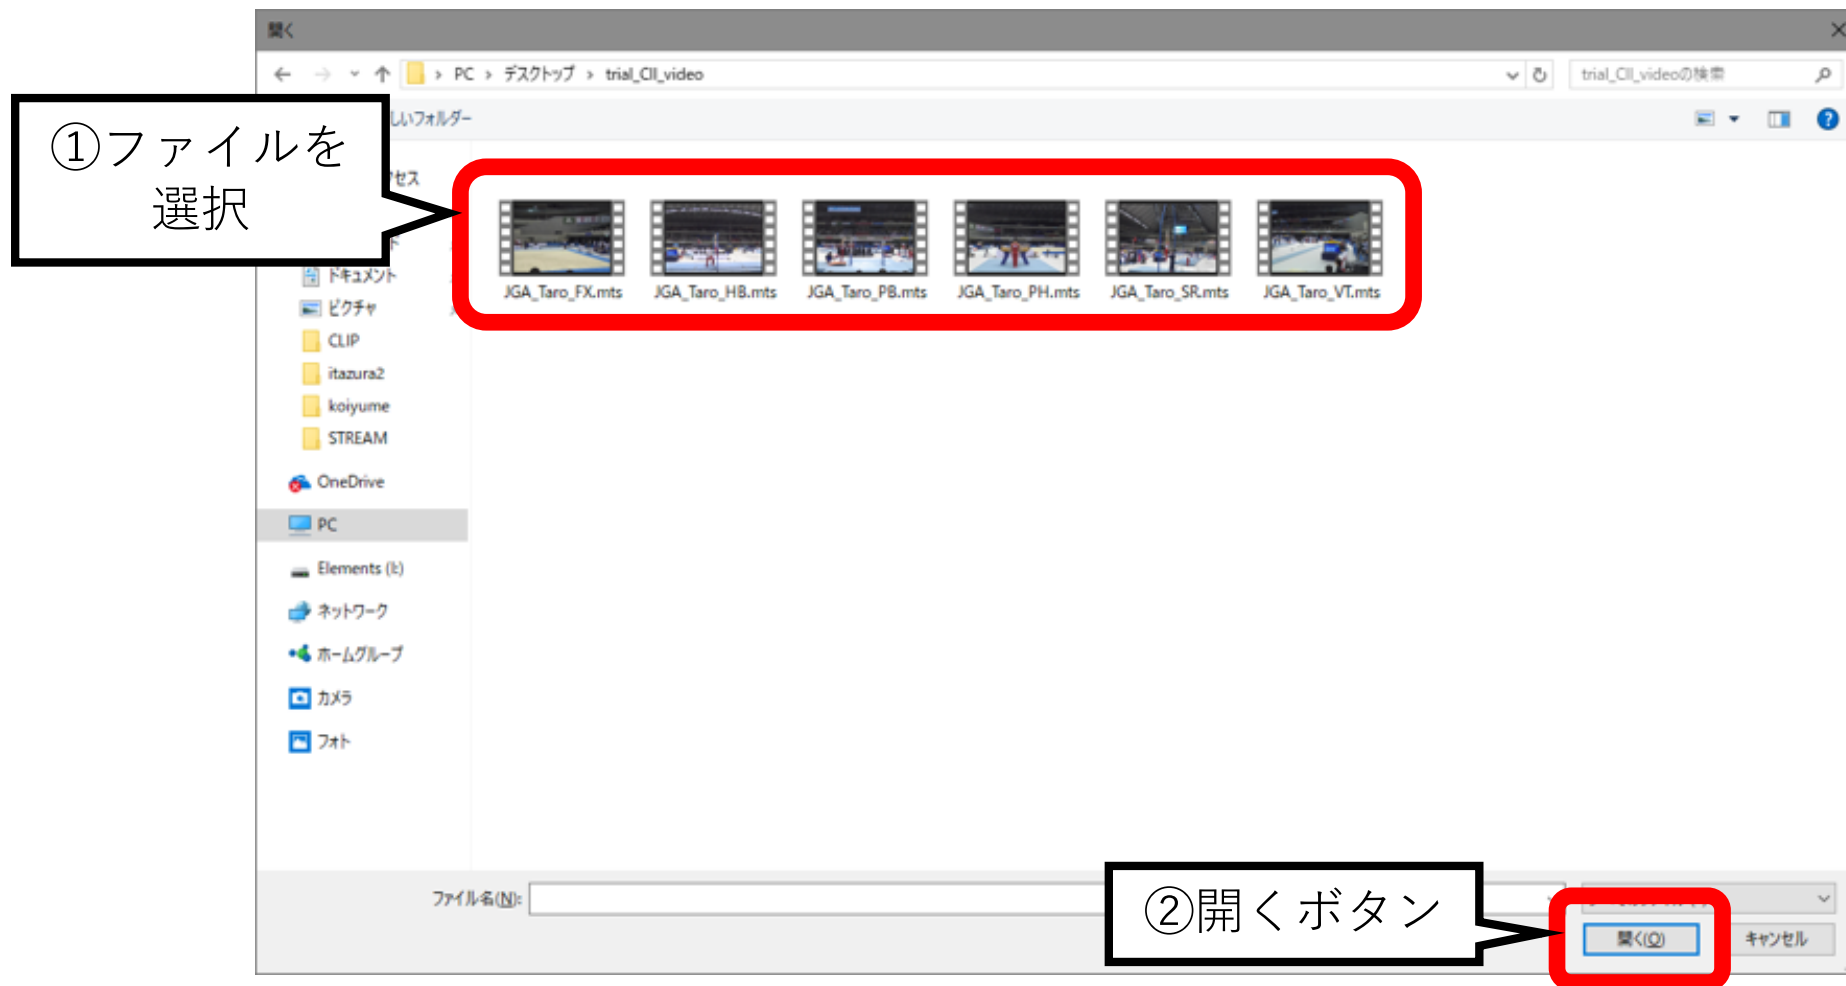 開く
PC › デスクトップ › trial_CII_video
trial_CII_videoの検索
①ファイルを
選択
しいフォルダー
セス
ト
ドキュメント
ピクチャ
CLIP
itazura2
koiyume
STREAM
OneDrive
PC
Elements (I:)
ネットワーク
ホームグループ
カメラ
フォト
JGA_Taro_FX.mts
JGA_Taro_HB.mts
JGA_Taro_PB.mts
JGA_Taro_PH.mts
JGA_Taro_SR.mts
JGA_Taro_VT.mts
ファイル名(N):
②開くボタン
開く(O)
キャンセル